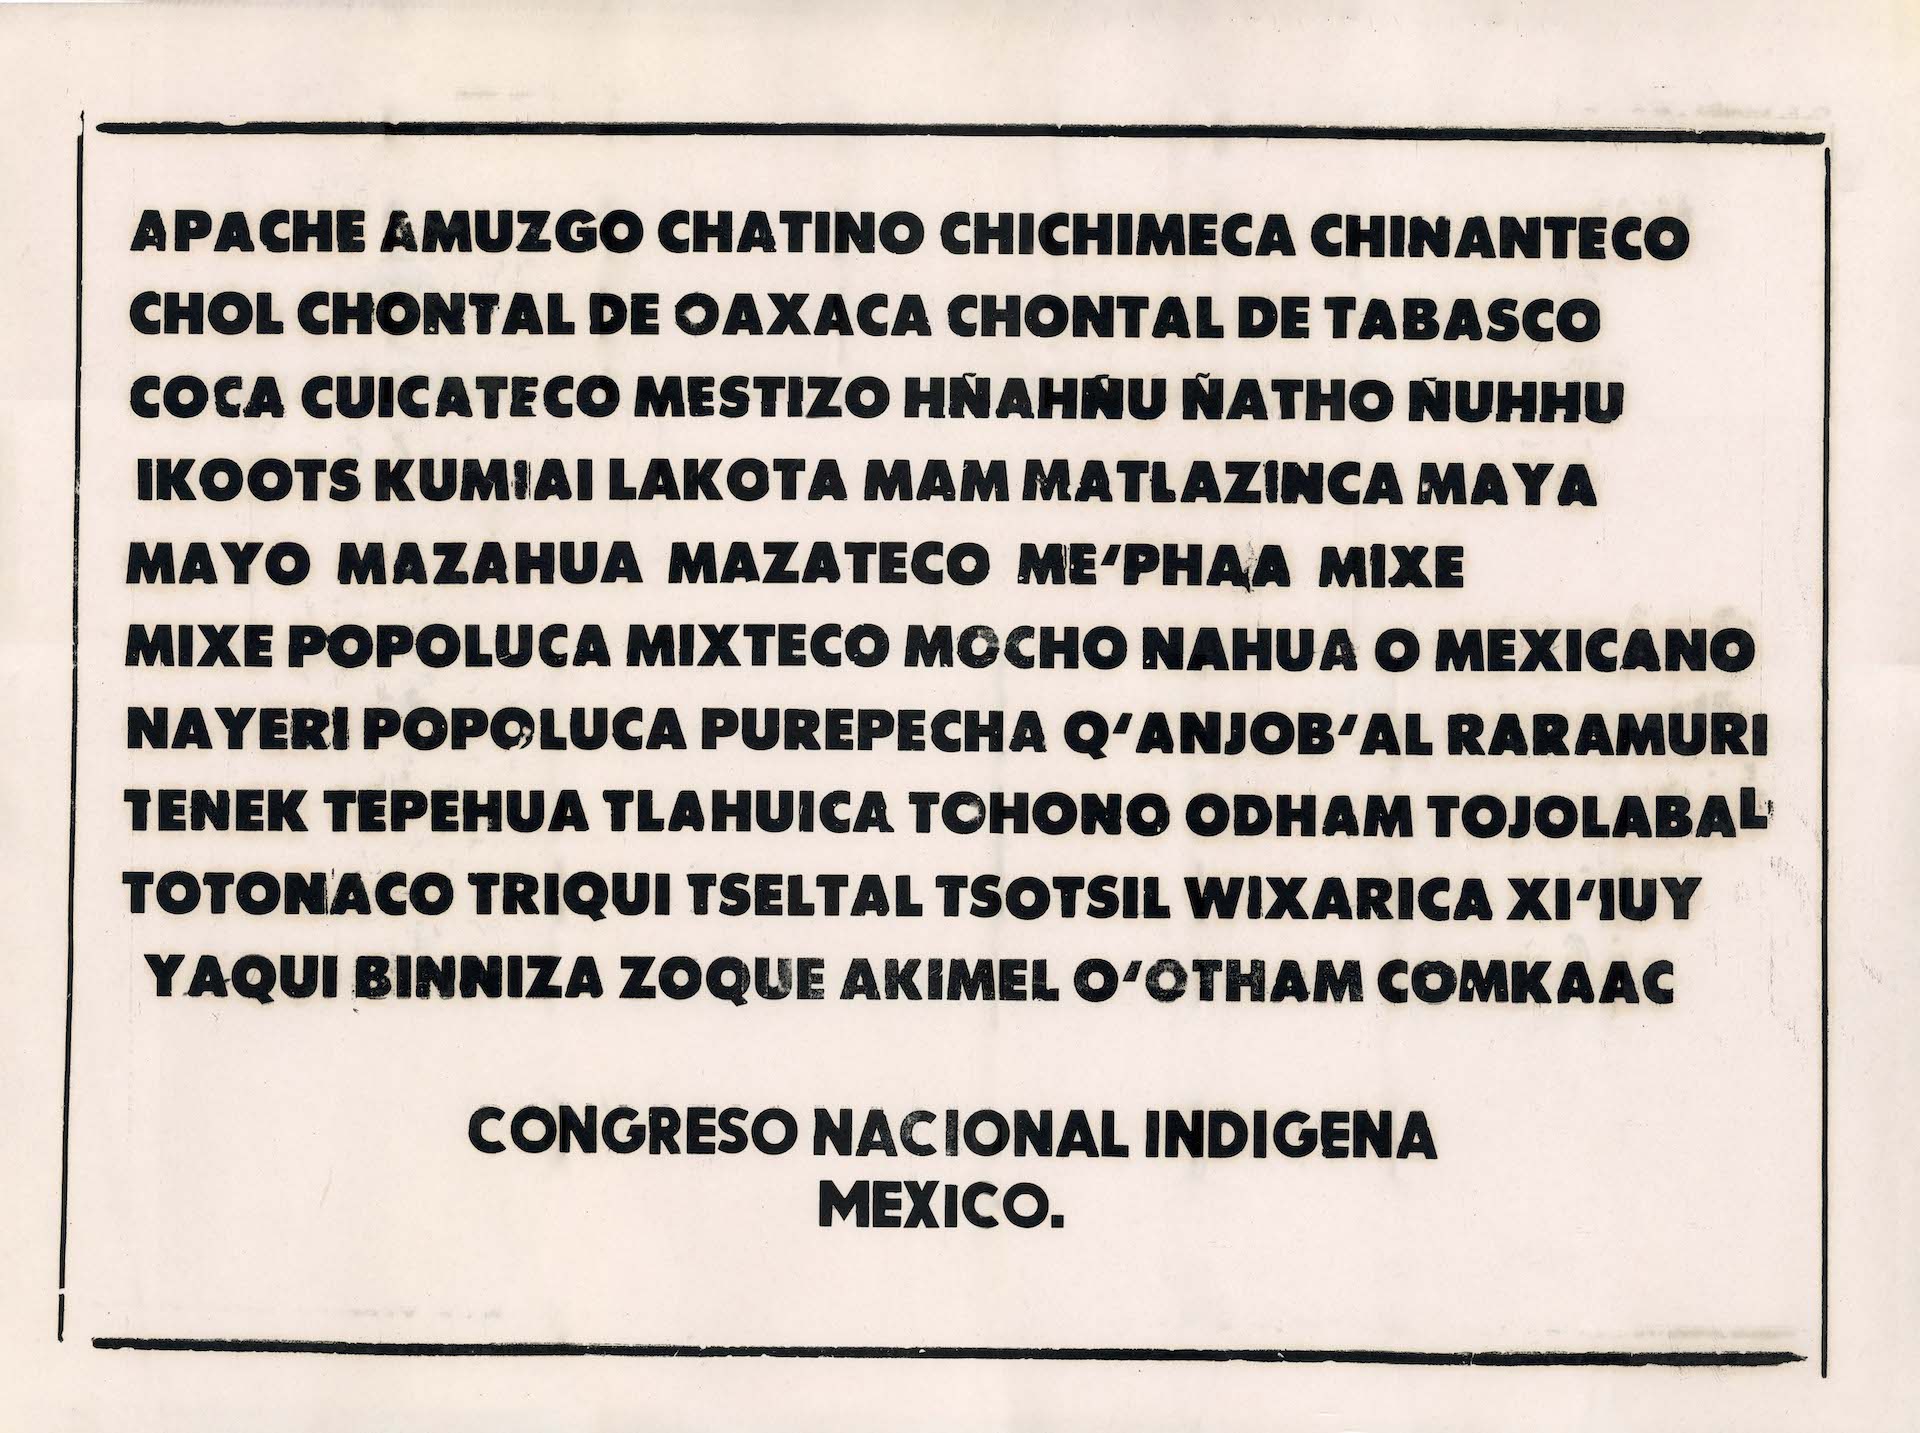 APACHE AMUZGO CHATINO CHICHIMECA CHINANTECO
CHOL CHONTAL DE OAXACA CHONTAL DE TABASCO
COCA CUICATECO MESTIZO HÑAHÑU ÑATHO ÑUHHU
IKOOTS KUMIAI LAKOTA MAM MATLAZINCA MAYA
MAYO MAZAHUA MAZATECO ME'PHAA MIXE
MIXE POPOLUCA MIXTECO MOCHO NAHUA O MEXICANO
NAYERI POPOLUCA PUREPECHA Q'ANJOB'AL RARAMURI
TENEK TEPEHUA TLAHUICA TOHONO ODHAM TOJOLABAL
TOTONACO TRIQUI TSELTAL TSOTSIL WIXARICA XI'IUY
YAQUI BINNIZA ZOQUE AKIMEL O'OTHAM COMKAAC
CONGRESO NACIONAL INDIGENA
MEXICO.